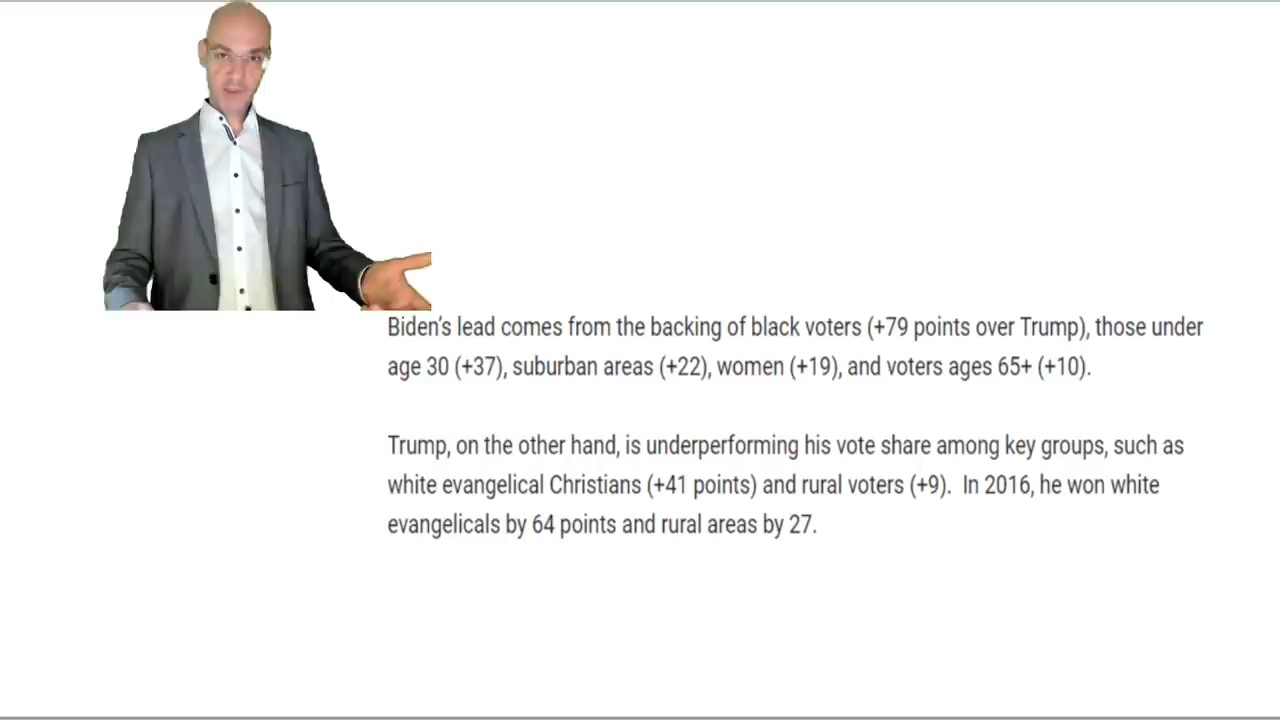 Biden’s lead comes from the backing of black voters (+79 points over Trump), those under
age 30 (+37), suburban areas (+22), women (+19), and voters ages 65+ (+10).
Trump, on the other hand, is underperforming his vote share among key groups, such as
white evangelical Christians (+41 points) and rural voters (+9).  In 2016, he won white
evangelicals by 64 points and rural areas by 27.